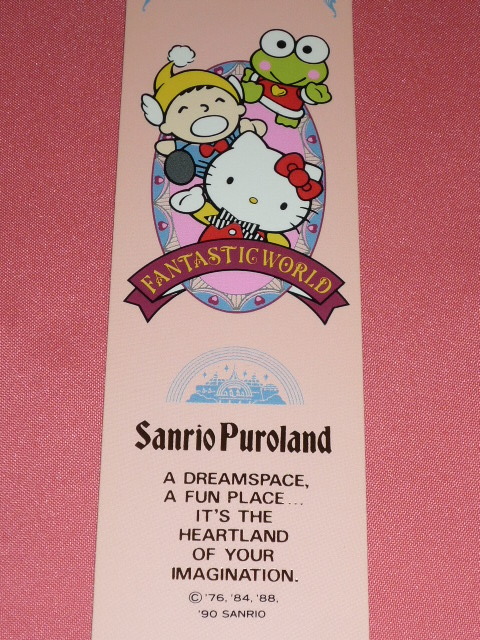 FANTASTIC WORLD
Sanrio Puroland
A DREAMSPACE,
A FUN PLACE...
IT'S THE
HEARTLAND
OF YOUR
IMAGINATION.
© '76, '84, '88,
'90 SANRIO